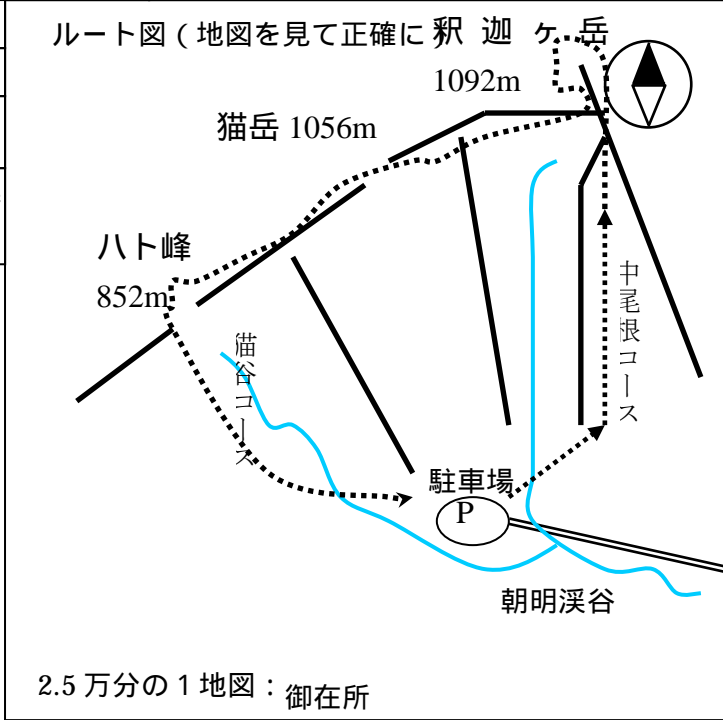 ルート図(地図を見て正確に
釈迦ヶ岳
1092m
猫岳 1056m
ハト峰
852m
猫谷コース
中尾根コース
駐車場
P
朝明渓谷
2.5 万分の 1 地図: 御在所